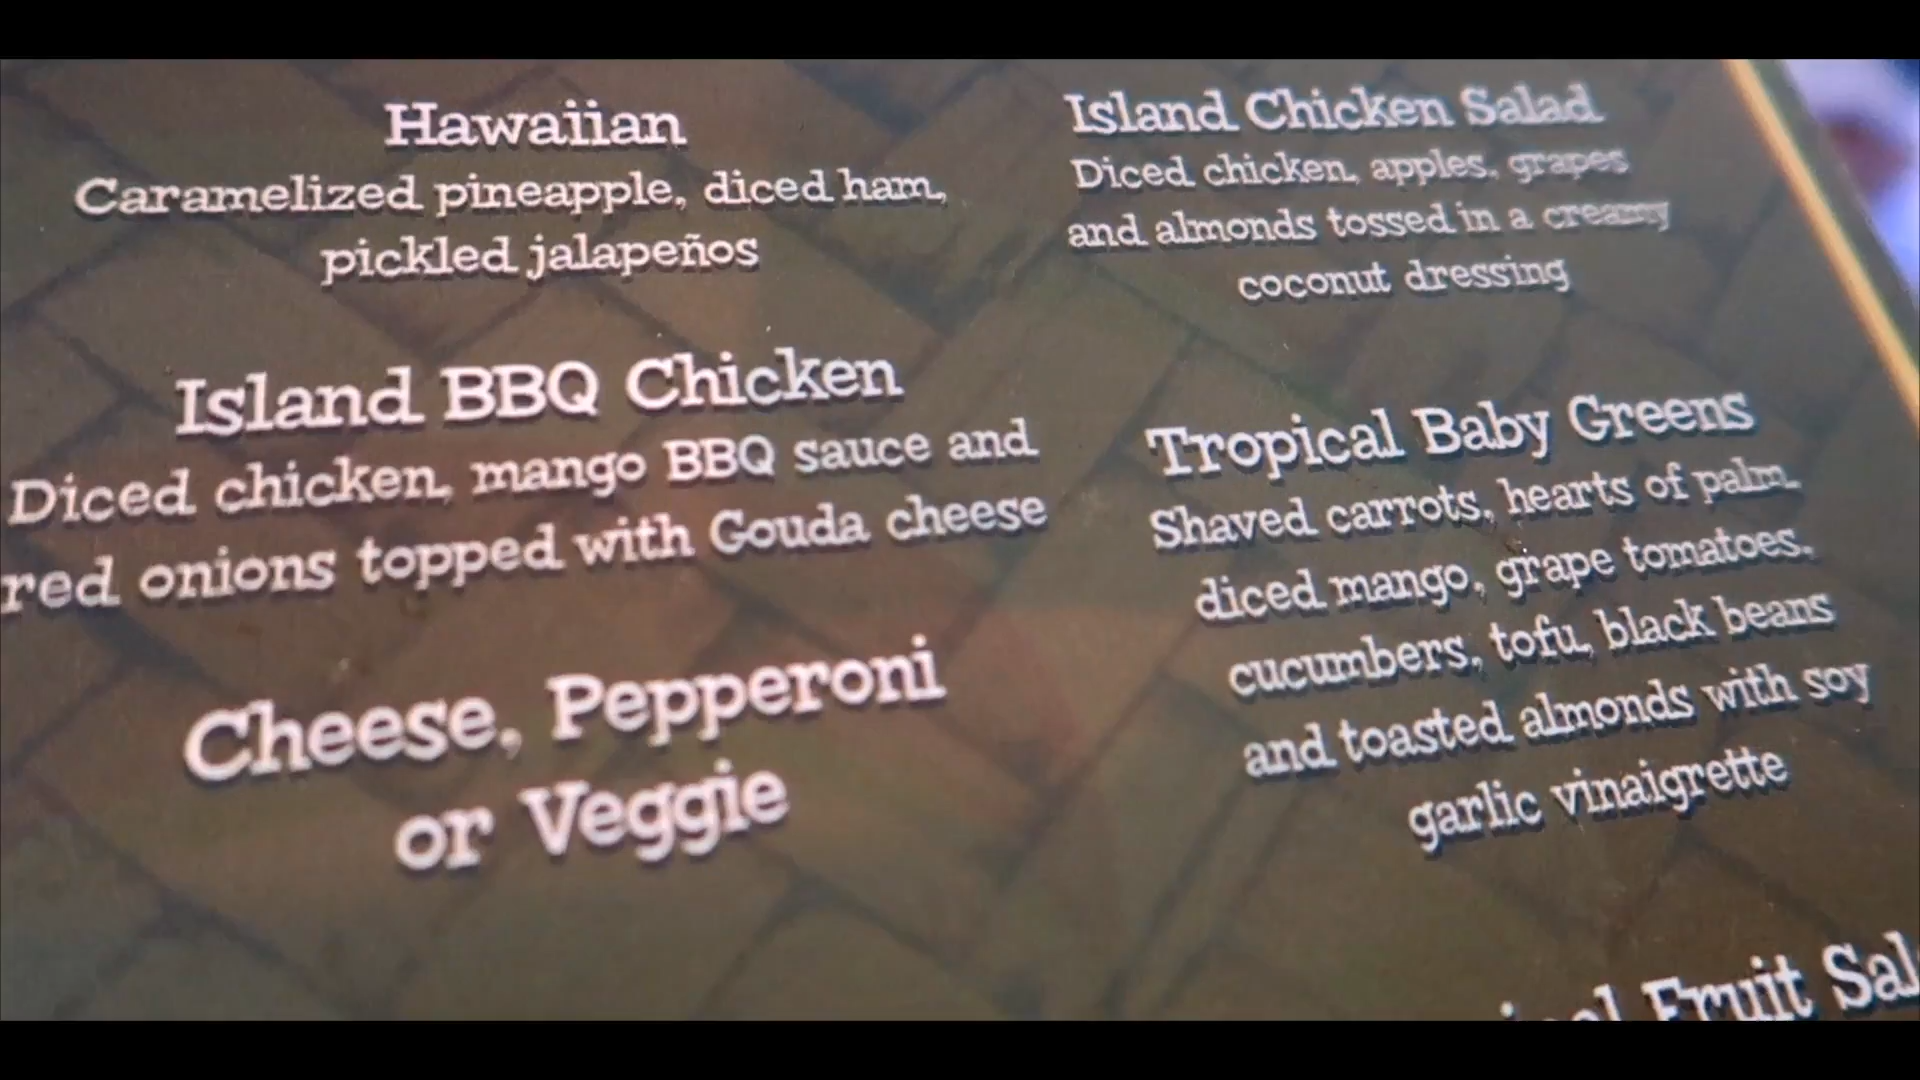 Hawaiian
Caramelized pineapple, diced ham,
pickled jalapeños
Island BBQ Chicken
Diced chicken, mango BBQ sauce and
red onions topped with Gouda cheese
Cheese, Pepperoni
or Veggie
Island Chicken Salad
Diced chicken, apples, grapes
and almonds tossed in a creamy
coconut dressing
Tropical Baby Greens
Shaved carrots, hearts of palm,
diced mango, grape tomatoes,
cucumbers, tofu, black beans
and toasted almonds with soy
garlic vinaigrette
Fruit